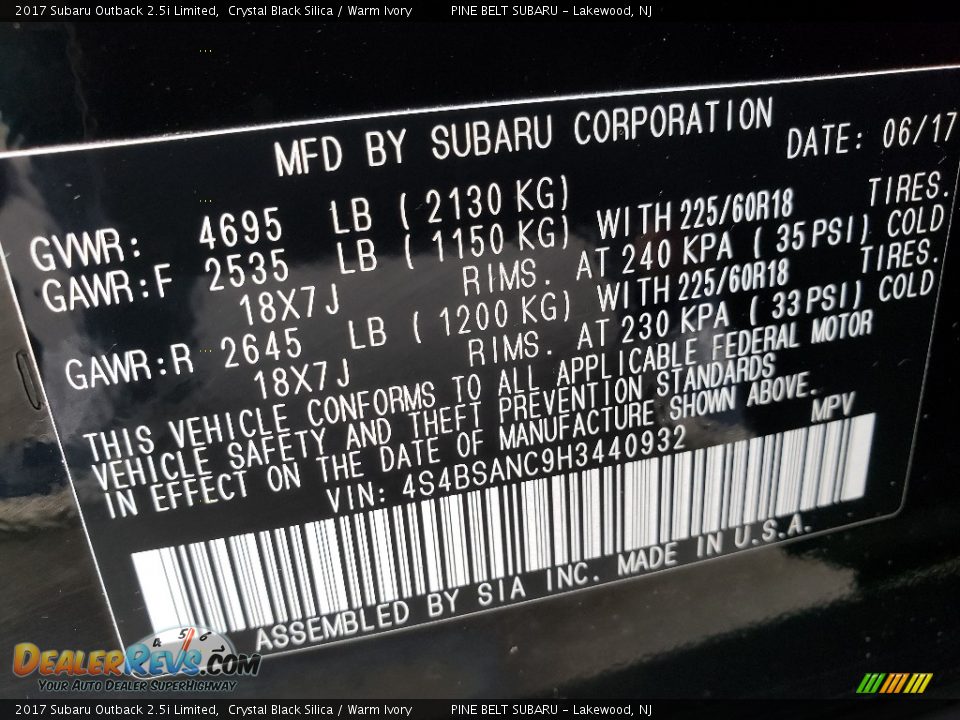 2017 Subaru Outback 2.5i Limited, Crystal Black Silica / Warm Ivory PINE BELT SUBARU - Lakewood, NJ
MFD BY SUBARU CORPORATION DATE: 06/17
GVWR: 4695 LB ( 2130 KG)
GAWR:F 2535 LB ( 1150 KG) WITH 225/60R18 TIRES.
18X7J RIMS. AT 240 KPA ( 35PSI) COLD
GAWR:R 2645 LB ( 1200 KG) WITH 225/60R18 TIRES.
18X7J RIMS. AT 230 KPA ( 33PSI) COLD
THIS VEHICLE CONFORMS TO ALL APPLICABLE FEDERAL MOTOR
VEHICLE SAFETY AND THEFT PREVENTION STANDARDS
IN EFFECT ON THE DATE OF MANUFACTURE SHOWN ABOVE.
VIN: 4S4BSANC9H3440932 MPV
ASSEMBLED BY SIA INC. MADE IN U.S.A.
4 5 6
DEALERREVS.COM
YOUR AUTO DEALER SUPERHIGHWAY
2017 Subaru Outback 2.5i Limited, Crystal Black Silica / Warm Ivory PINE BELT SUBARU - Lakewood, NJ